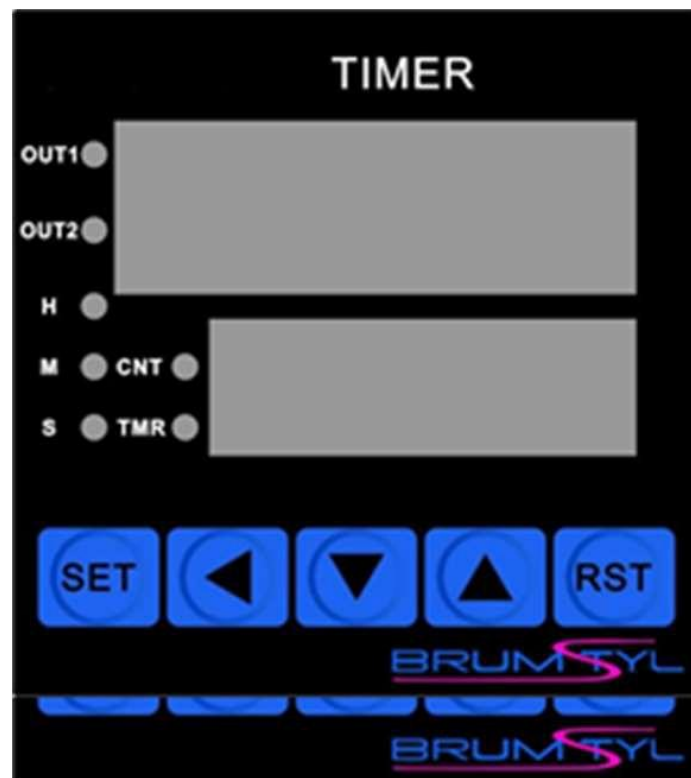 TIMER
OUT1
OUT2
H
M CNT
S TMR
SET RST
BRUMSTYL
BRUMSTYL